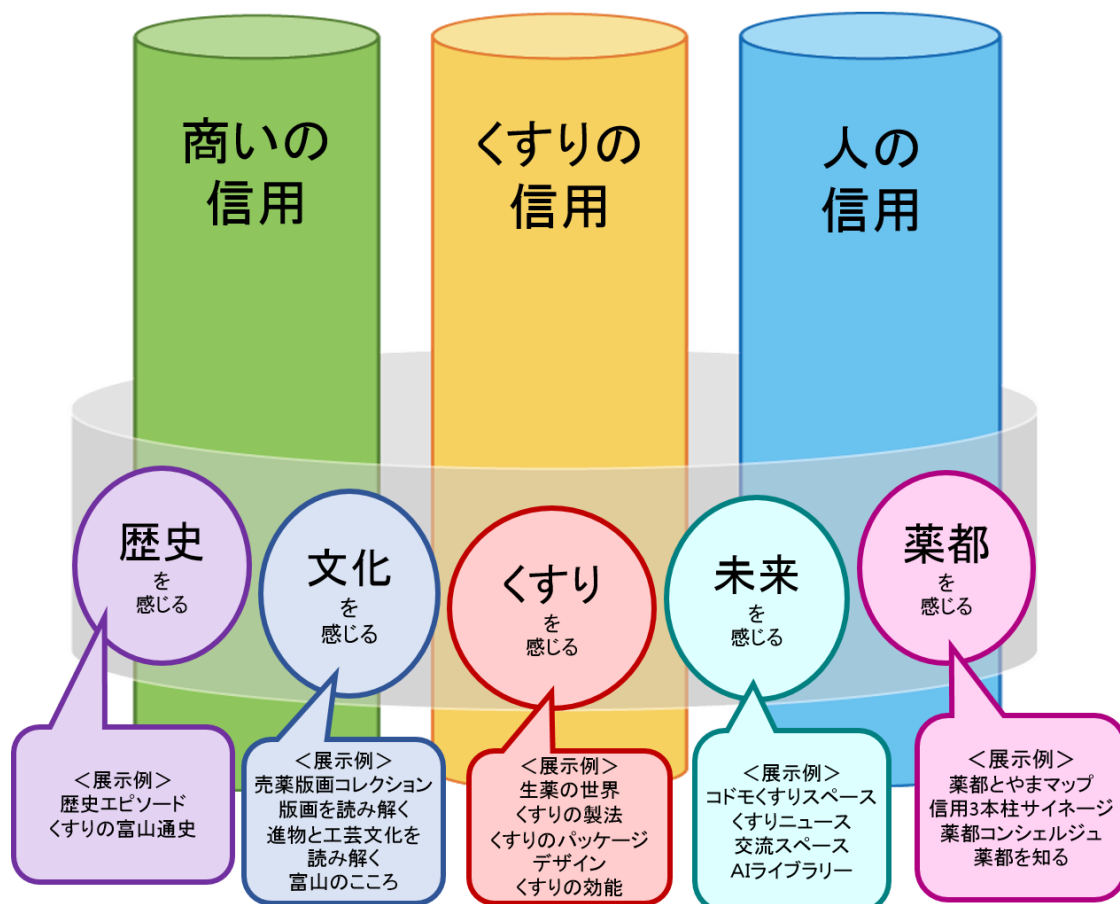 商いの
信用
くすりの
信用
人の
信用
歴史
を
感じる
文化
を
感じる
くすり
を
感じる
未来
を
感じる
薬都
を
感じる
＜展示例＞
歴史エピソード
くすりの富山通史
＜展示例＞
売薬版画コレクション
版画を読み解く
進物と工芸文化を
読み解く
富山のこころ
＜展示例＞
生薬の世界
くすりの製法
くすりのパッケージ
デザイン
くすりの効能
＜展示例＞
コドモくすりスペース
くすりニュース
交流スペース
AIライブラリー
＜展示例＞
薬都とやまマップ
信用3本柱サイネージ
薬都コンシェルジュ
薬都を知る